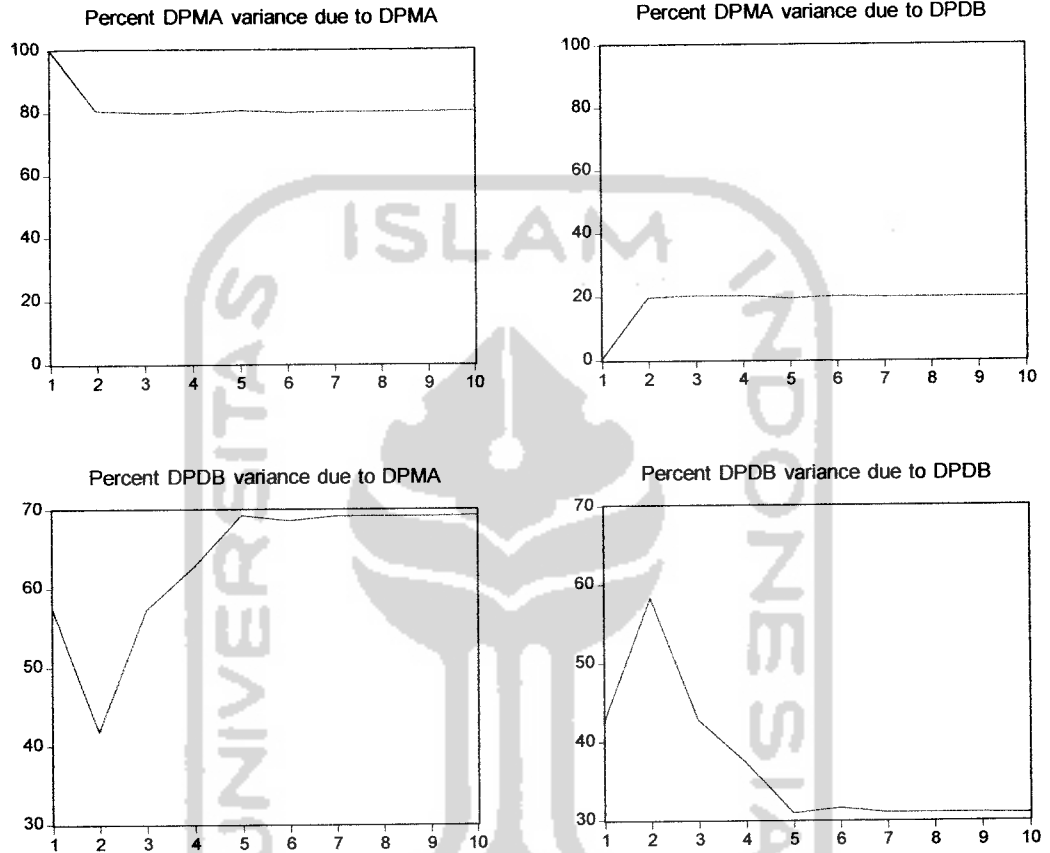 Percent DPMA variance due to DPMA
100
80
60
40
20
0
1 2 3 4 5 6 7 8 9 10
Percent DPMA variance due to DPDB
100
80
60
40
20
0
1 2 3 4 5 6 7 8 9 10
Percent DPDB variance due to DPMA
70
60
50
40
30
1 2 3 4 5 6 7 8 9 10
Percent DPDB variance due to DPDB
70
60
50
40
30
1 2 3 4 5 6 7 8 9 10
UNIVERSITAS
ISLAM
INDONESIA